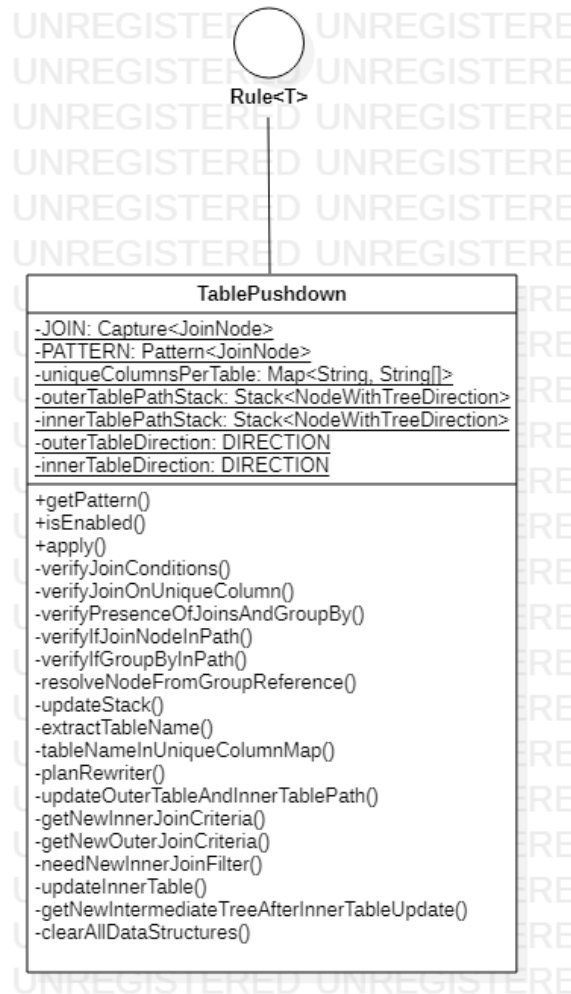 Rule<T>
TablePushdown
-JOIN: Capture<JoinNode>
-PATTERN: Pattern<JoinNode>
-uniqueColumnsPerTable: Map<String, String[]>
-outerTablePathStack: Stack<NodeWithTreeDirection>
-innerTablePathStack: Stack<NodeWithTreeDirection>
-outerTableDirection: DIRECTION
-innerTableDirection: DIRECTION
+getPattern()
+isEnabled()
+apply()
-verifyJoinConditions()
-verifyJoinOnUniqueColumn()
-verifyPresenceOfJoinsAndGroupBy()
-verifyIfJoinNodeInPath()
-verifyIfGroupByInPath()
-resolveNodeFromGroupReference()
-updateStack()
-extractTableName()
-tableNameInUniqueColumnMap()
-planRewriter()
-updateOuterTableAndInnerTablePath()
-getNewInnerJoinCriteria()
-getNewOuterJoinCriteria()
-needNewInnerJoinFilter()
-updateInnerTable()
-getNewIntermediateTreeAfterInnerTableUpdate()
-clearAllDataStructures()
UNREGISTERED UNREGISTERE